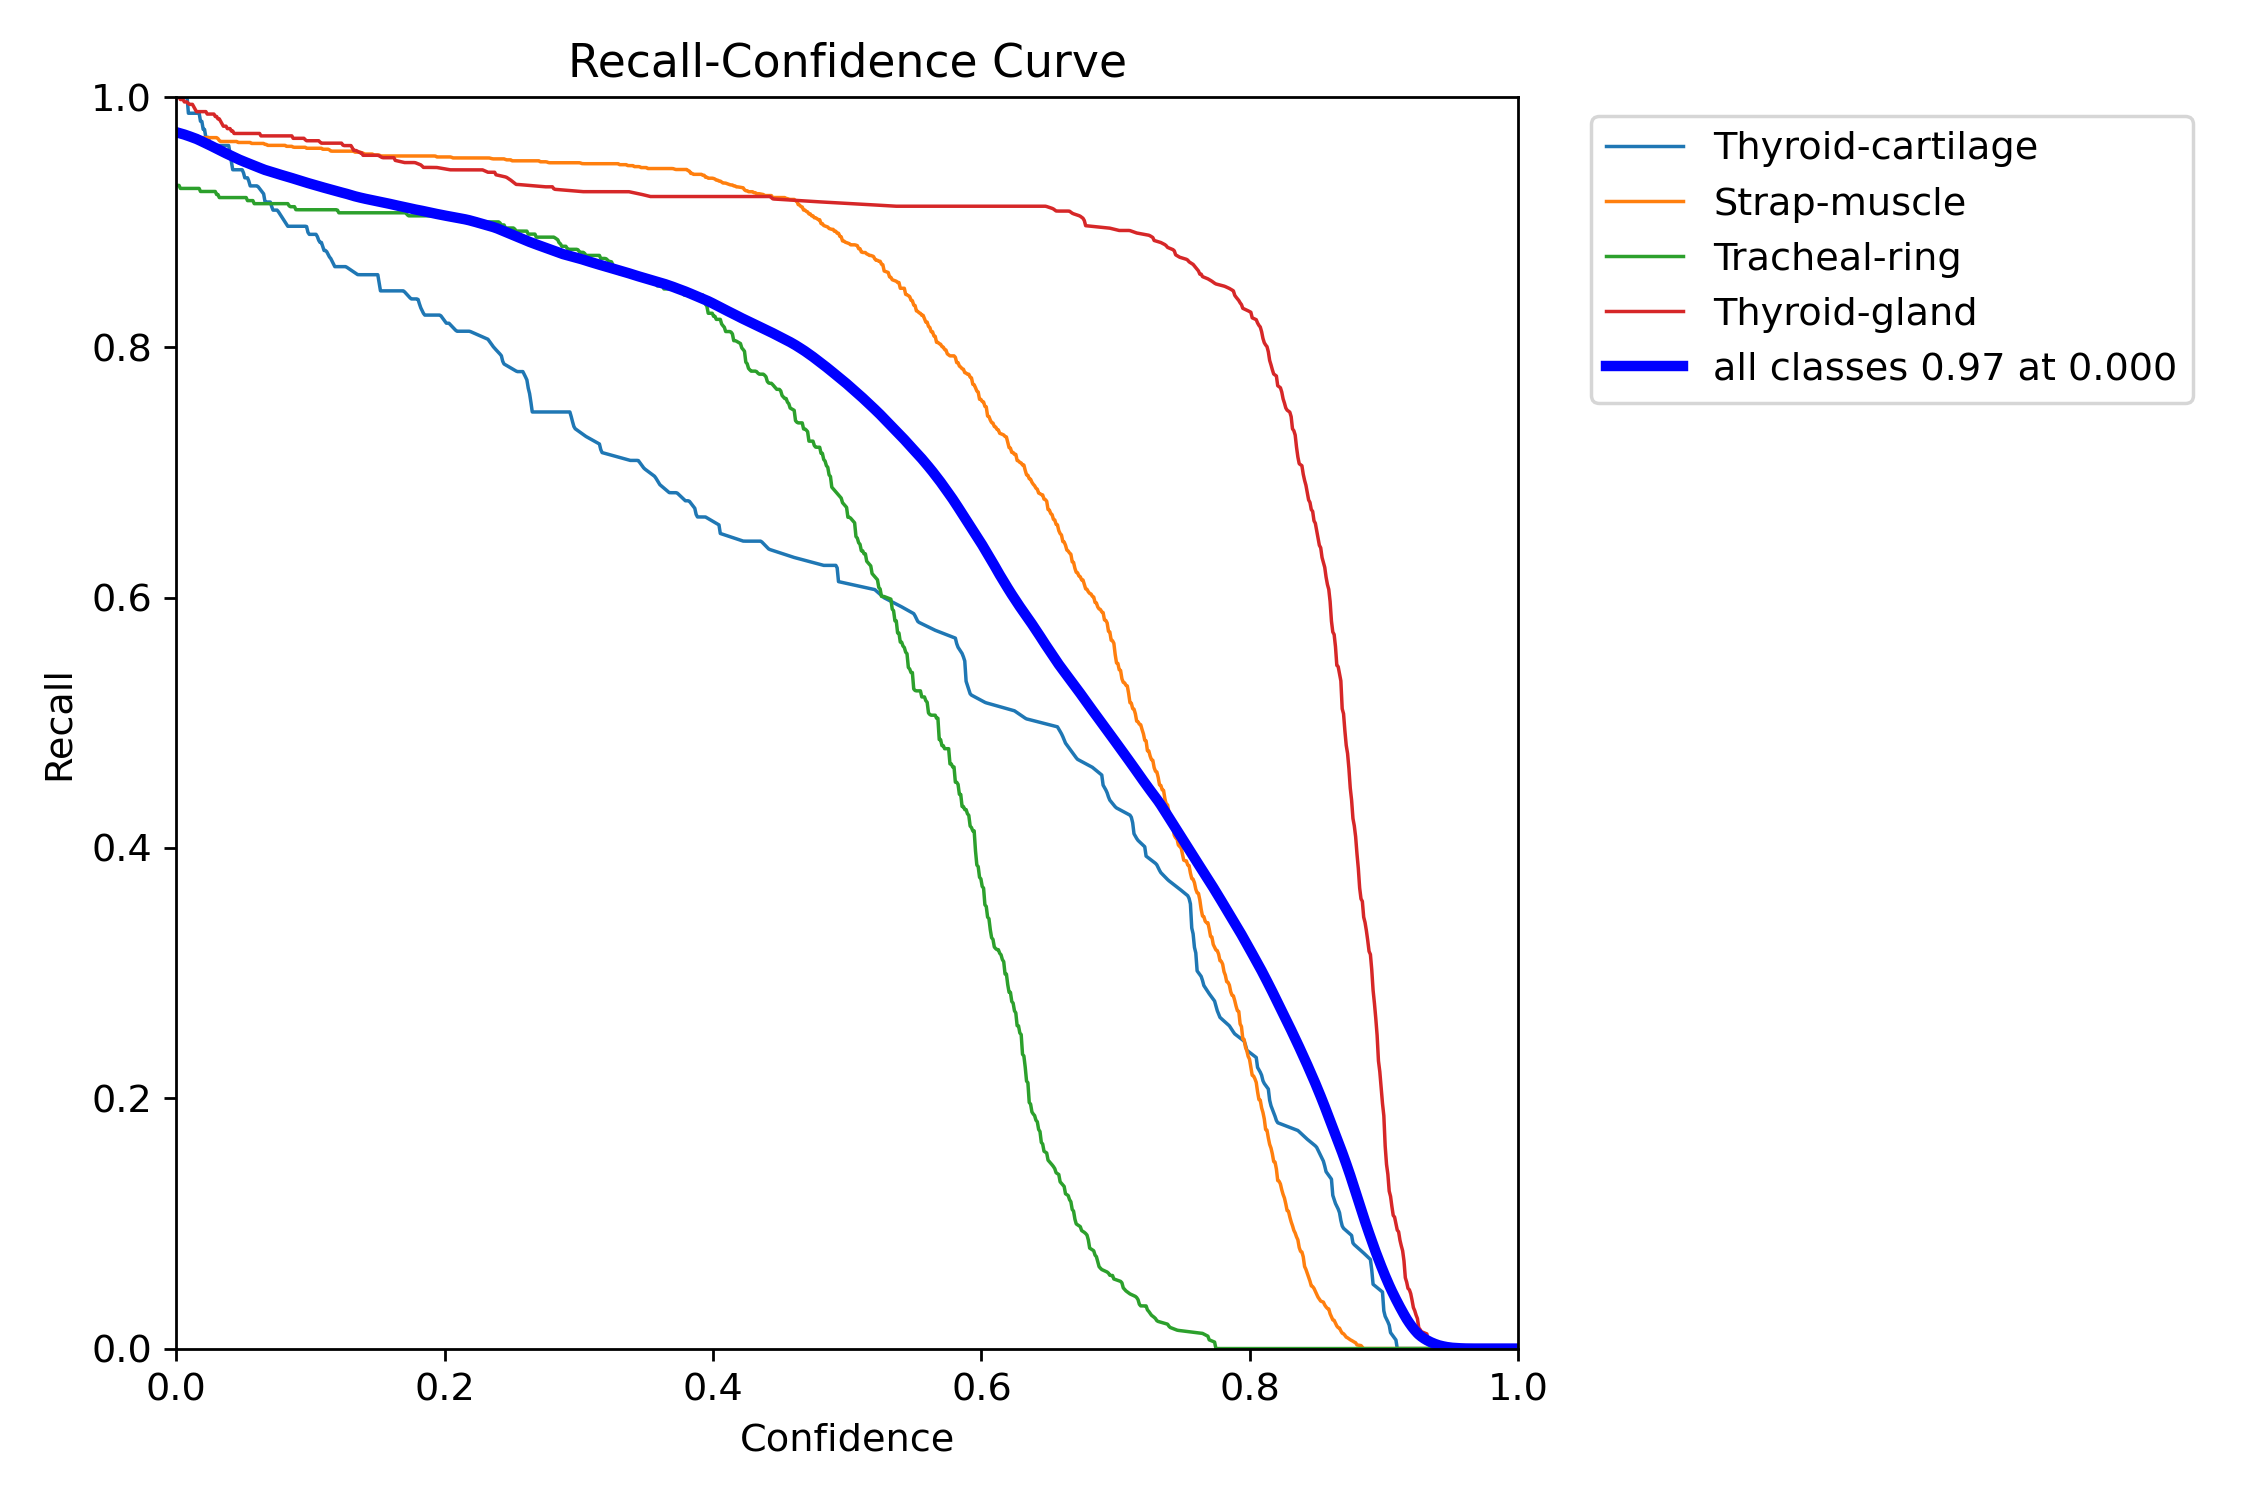 Recall-Confidence Curve
1.0
0.8
0.6
0.4
0.2
0.0
Recall
0.0 0.2 0.4 0.6 0.8 1.0
Confidence
Thyroid-cartilage
Strap-muscle
Tracheal-ring
Thyroid-gland
all classes 0.97 at 0.000